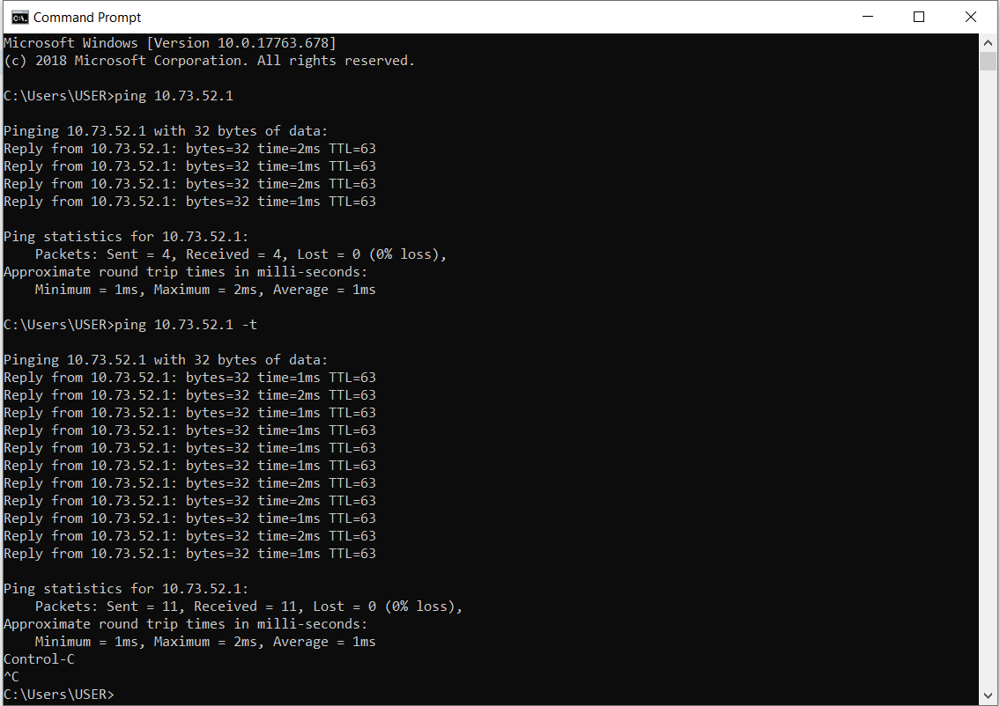 Command Prompt
Microsoft Windows [Version 10.0.17763.678]
(c) 2018 Microsoft Corporation. All rights reserved.
C:\Users\USER>ping 10.73.52.1
Pinging 10.73.52.1 with 32 bytes of data:
Reply from 10.73.52.1: bytes=32 time=2ms TTL=63
Reply from 10.73.52.1: bytes=32 time=1ms TTL=63
Reply from 10.73.52.1: bytes=32 time=2ms TTL=63
Reply from 10.73.52.1: bytes=32 time=1ms TTL=63
Ping statistics for 10.73.52.1:
    Packets: Sent = 4, Received = 4, Lost = 0 (0% loss),
Approximate round trip times in milli-seconds:
    Minimum = 1ms, Maximum = 2ms, Average = 1ms
C:\Users\USER>ping 10.73.52.1 -t
Pinging 10.73.52.1 with 32 bytes of data:
Reply from 10.73.52.1: bytes=32 time=1ms TTL=63
Reply from 10.73.52.1: bytes=32 time=2ms TTL=63
Reply from 10.73.52.1: bytes=32 time=1ms TTL=63
Reply from 10.73.52.1: bytes=32 time=1ms TTL=63
Reply from 10.73.52.1: bytes=32 time=1ms TTL=63
Reply from 10.73.52.1: bytes=32 time=1ms TTL=63
Reply from 10.73.52.1: bytes=32 time=2ms TTL=63
Reply from 10.73.52.1: bytes=32 time=2ms TTL=63
Reply from 10.73.52.1: bytes=32 time=1ms TTL=63
Reply from 10.73.52.1: bytes=32 time=2ms TTL=63
Reply from 10.73.52.1: bytes=32 time=1ms TTL=63
Ping statistics for 10.73.52.1:
    Packets: Sent = 11, Received = 11, Lost = 0 (0% loss),
Approximate round trip times in milli-seconds:
    Minimum = 1ms, Maximum = 2ms, Average = 1ms
Control-C
^C
C:\Users\USER>